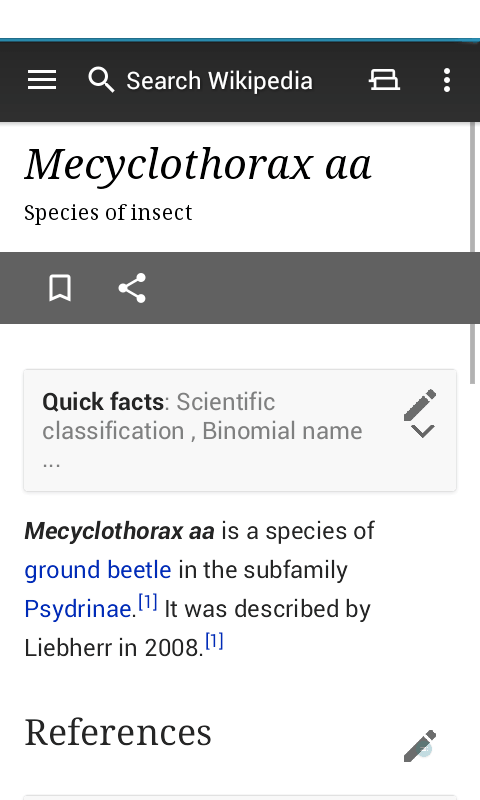 Search Wikipedia
Mecyclothorax aa
Species of insect
Quick facts: Scientific
classification , Binomial name
...
Mecyclothorax aa is a species of
ground beetle in the subfamily
Psydrinae.[1] It was described by
Liebherr in 2008.[1]
References